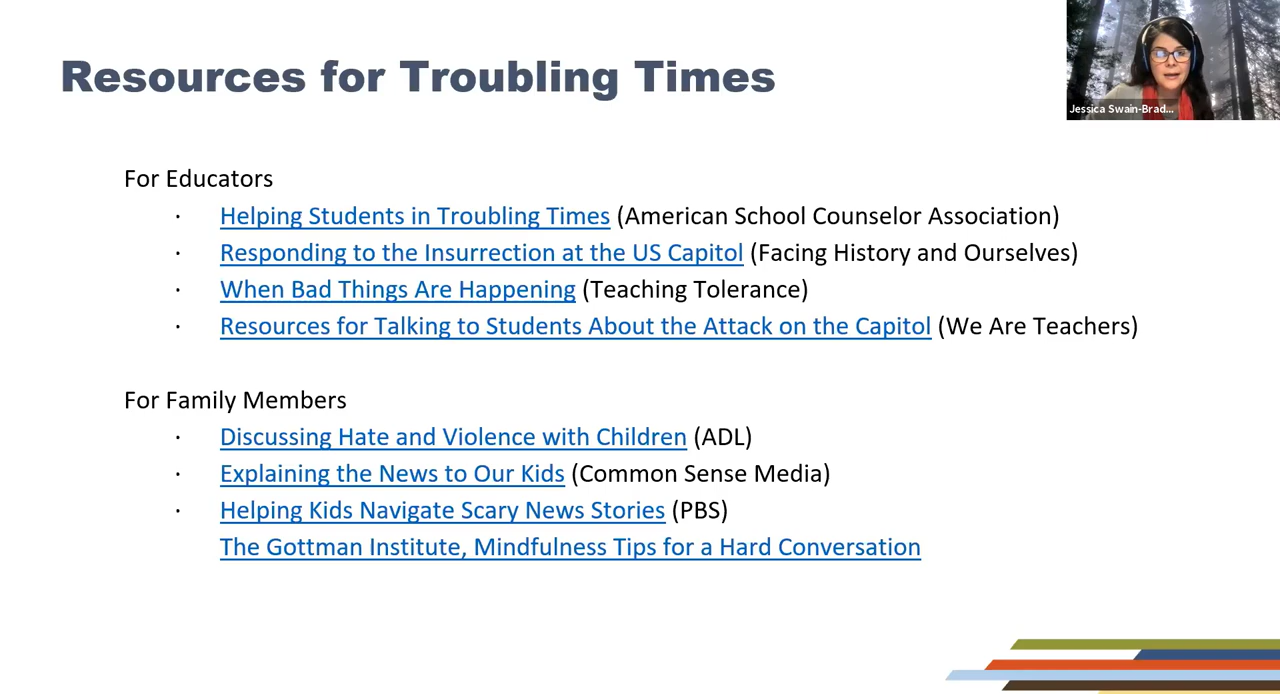 Resources for Troubling Times
Jessica Swain-Brad...
For Educators
· Helping Students in Troubling Times (American School Counselor Association)
· Responding to the Insurrection at the US Capitol (Facing History and Ourselves)
· When Bad Things Are Happening (Teaching Tolerance)
· Resources for Talking to Students About the Attack on the Capitol (We Are Teachers)
For Family Members
· Discussing Hate and Violence with Children (ADL)
· Explaining the News to Our Kids (Common Sense Media)
· Helping Kids Navigate Scary News Stories (PBS)
The Gottman Institute, Mindfulness Tips for a Hard Conversation